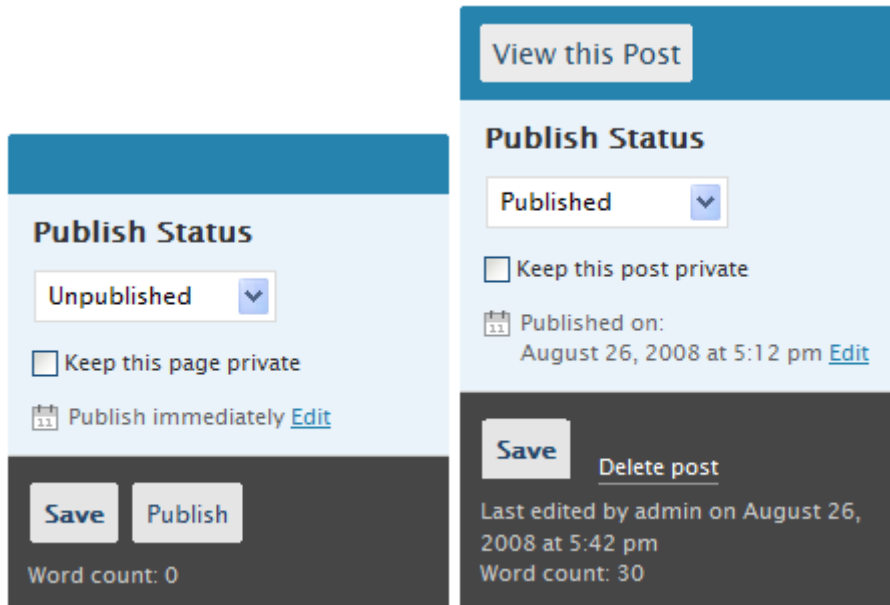 Publish Status
Unpublished
Keep this page private
11 Publish immediately Edit
Save Publish
Word count: 0
View this Post
Publish Status
Published
Keep this post private
11 Published on:
August 26, 2008 at 5:12 pm Edit
Save Delete post
Last edited by admin on August 26,
2008 at 5:42 pm
Word count: 30